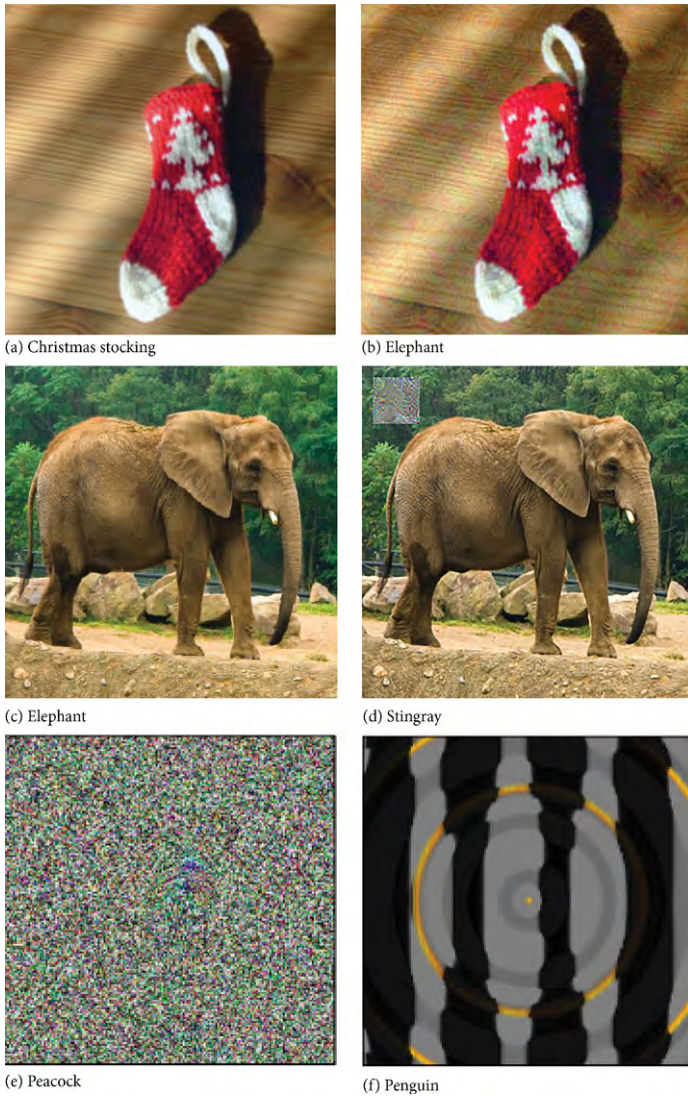 (a) Christmas stocking
(b) Elephant
(c) Elephant
(d) Stingray
(e) Peacock
(f) Penguin